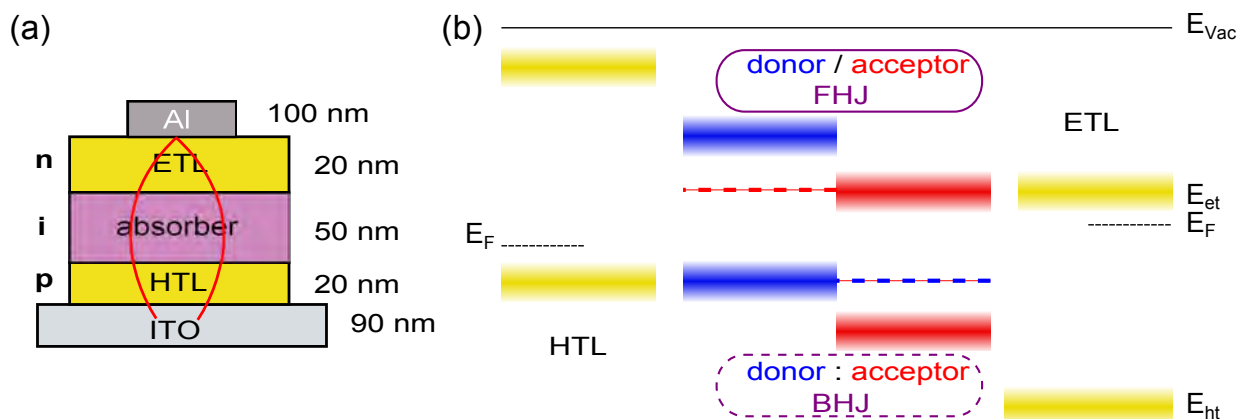 (a)
Al
100 nm
n
ETL
20 nm
i
absorber
50 nm
p
HTL
20 nm
ITO
90 nm
(b)
E_Vac
donor / acceptor
FHJ
ETL
E_et
E_F
E_F
HTL
donor : acceptor
BHJ
E_ht